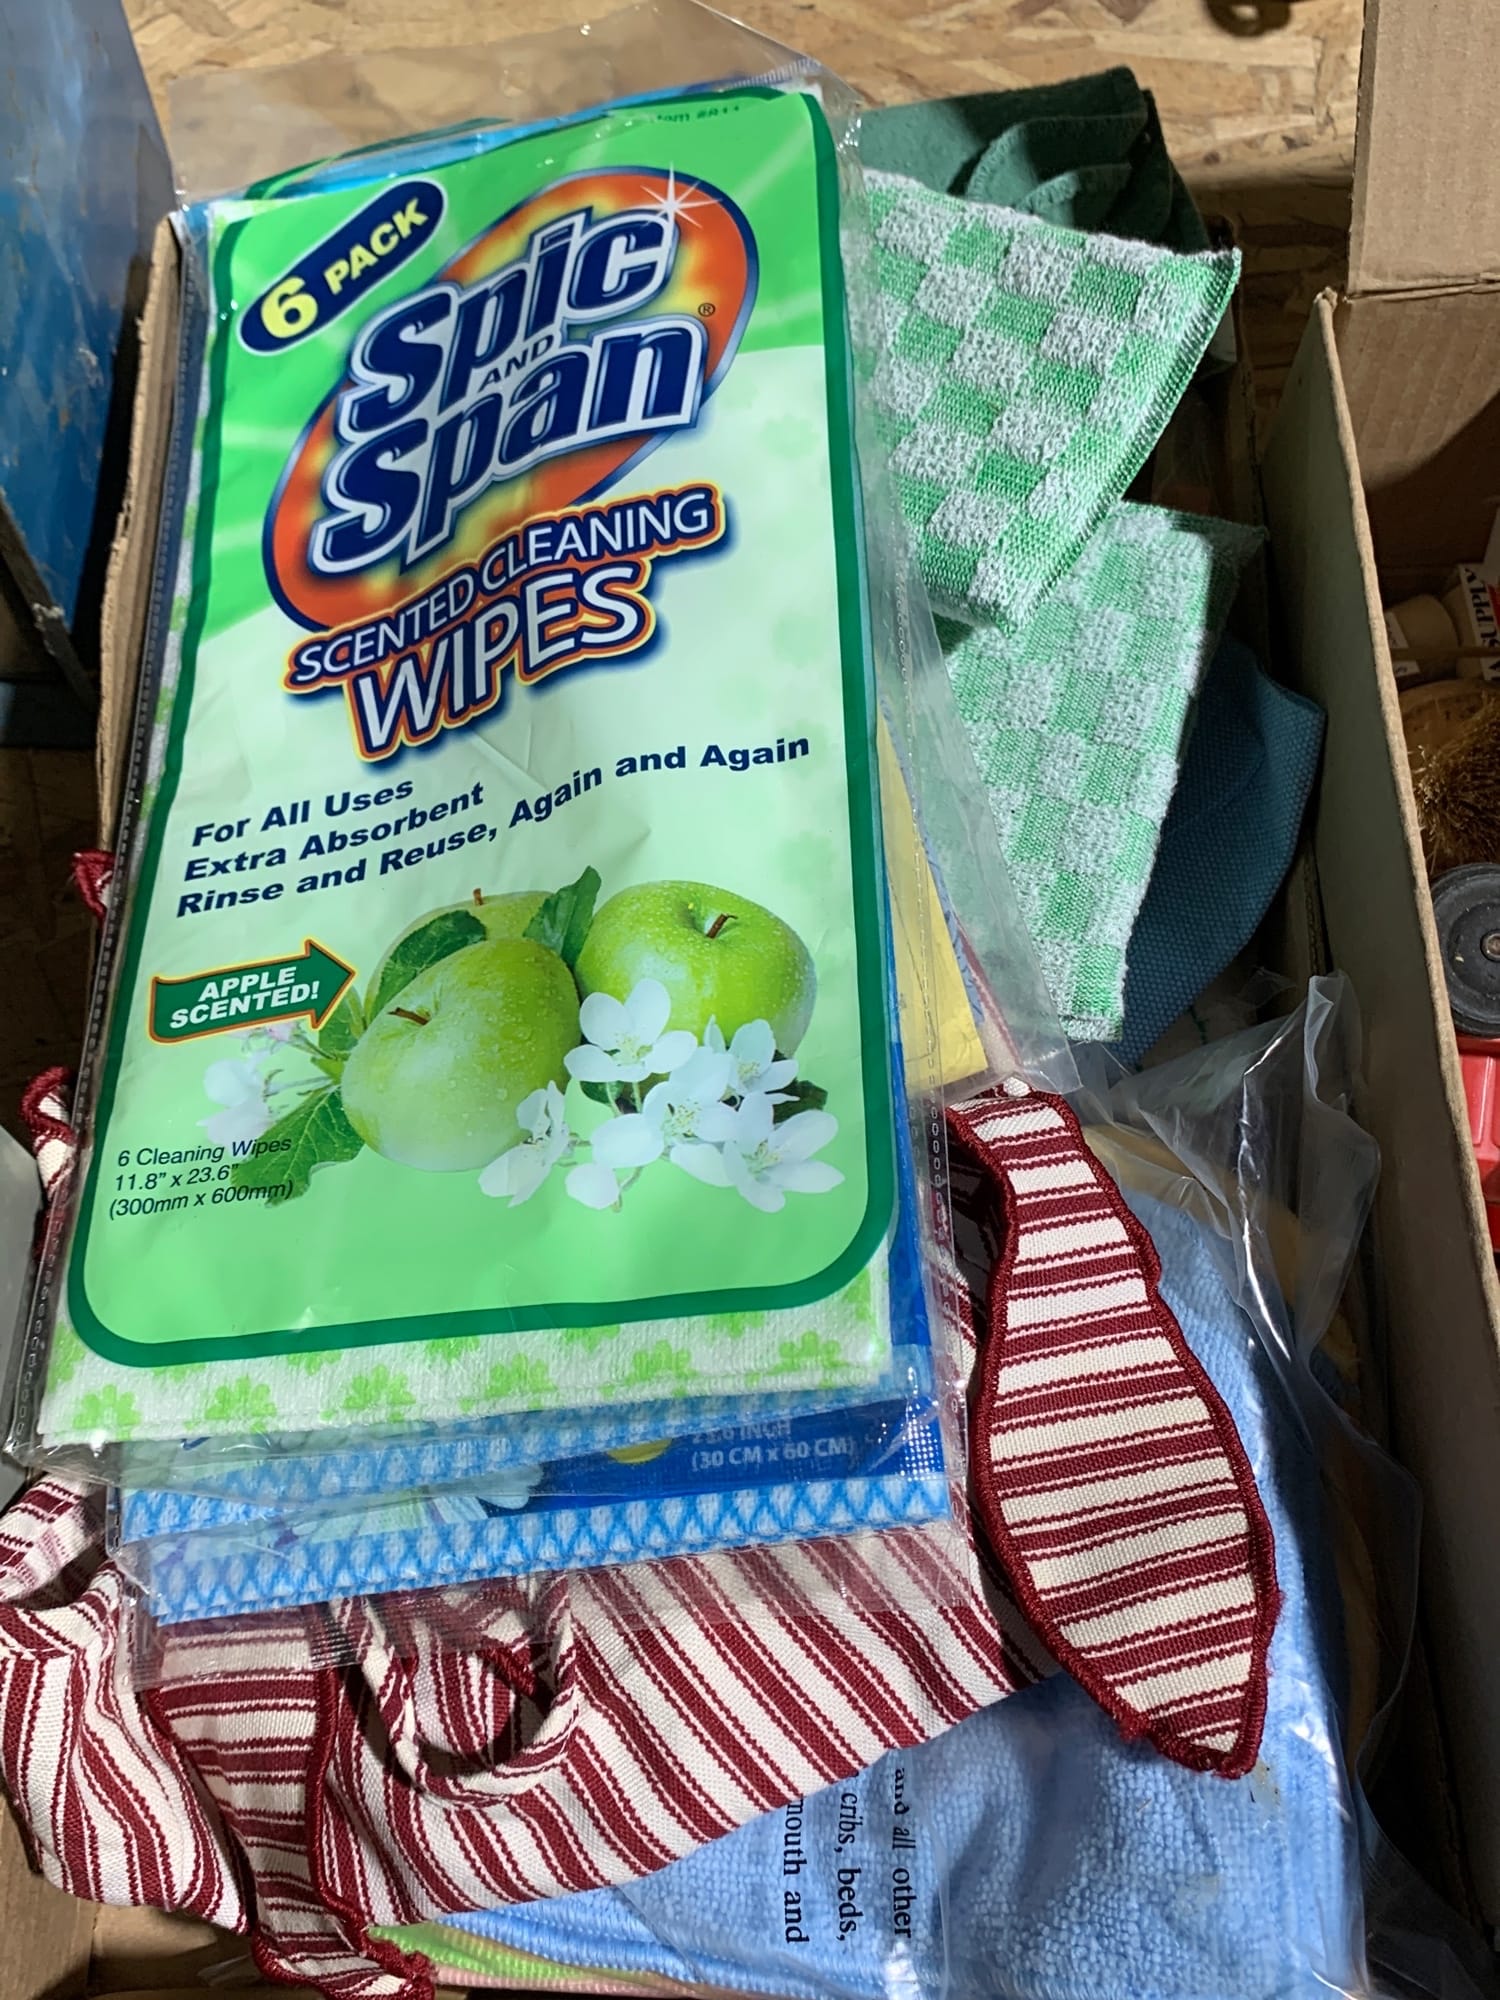 6 PACK
Spic
AND
Span®
SCENTED CLEANING
WIPES
For All Uses
Extra Absorbent
Rinse and Reuse, Again and Again
APPLE
SCENTED!
6 Cleaning Wipes
11.8" x 23.6"
(300mm x 600mm)
INCH
(30 CM x 60 CM)
and all other
cribs, beds,
mouth and
SUPPLY